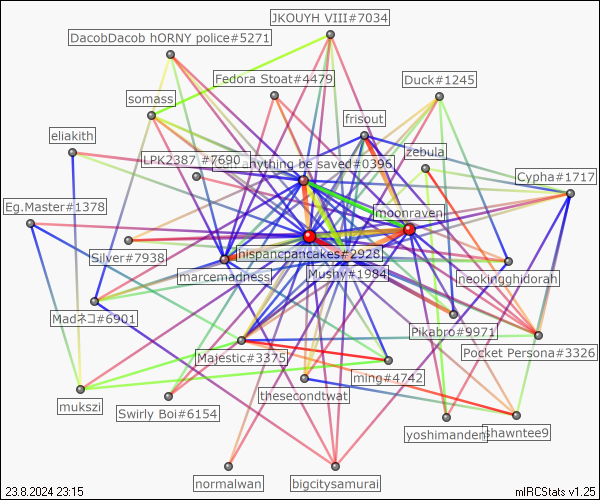 JKOUYH VIII#7034
DacobDacob hORNY police#5271
Fedora Stoat#4479
Duck#1245
somass
frisout
eliakith
zebula
LPK2387 #7690
anything be saved#0396
Cypha#1717
Eg.Master#1378
moonraven
Silver#7938
hispancpancakes#2928
marcemadness
Mushy#1984
neokingghidorah
Madネコ#6901
Pikabro#9971
Majestic#3375
Pocket Persona#3326
ming#4742
mukszi
thesecondtwat
Swirly Boi#6154
yoshimanden
shawntee9
normalwan
bigcitysamurai
23.8.2024 23:15
mIRCStats v1.25